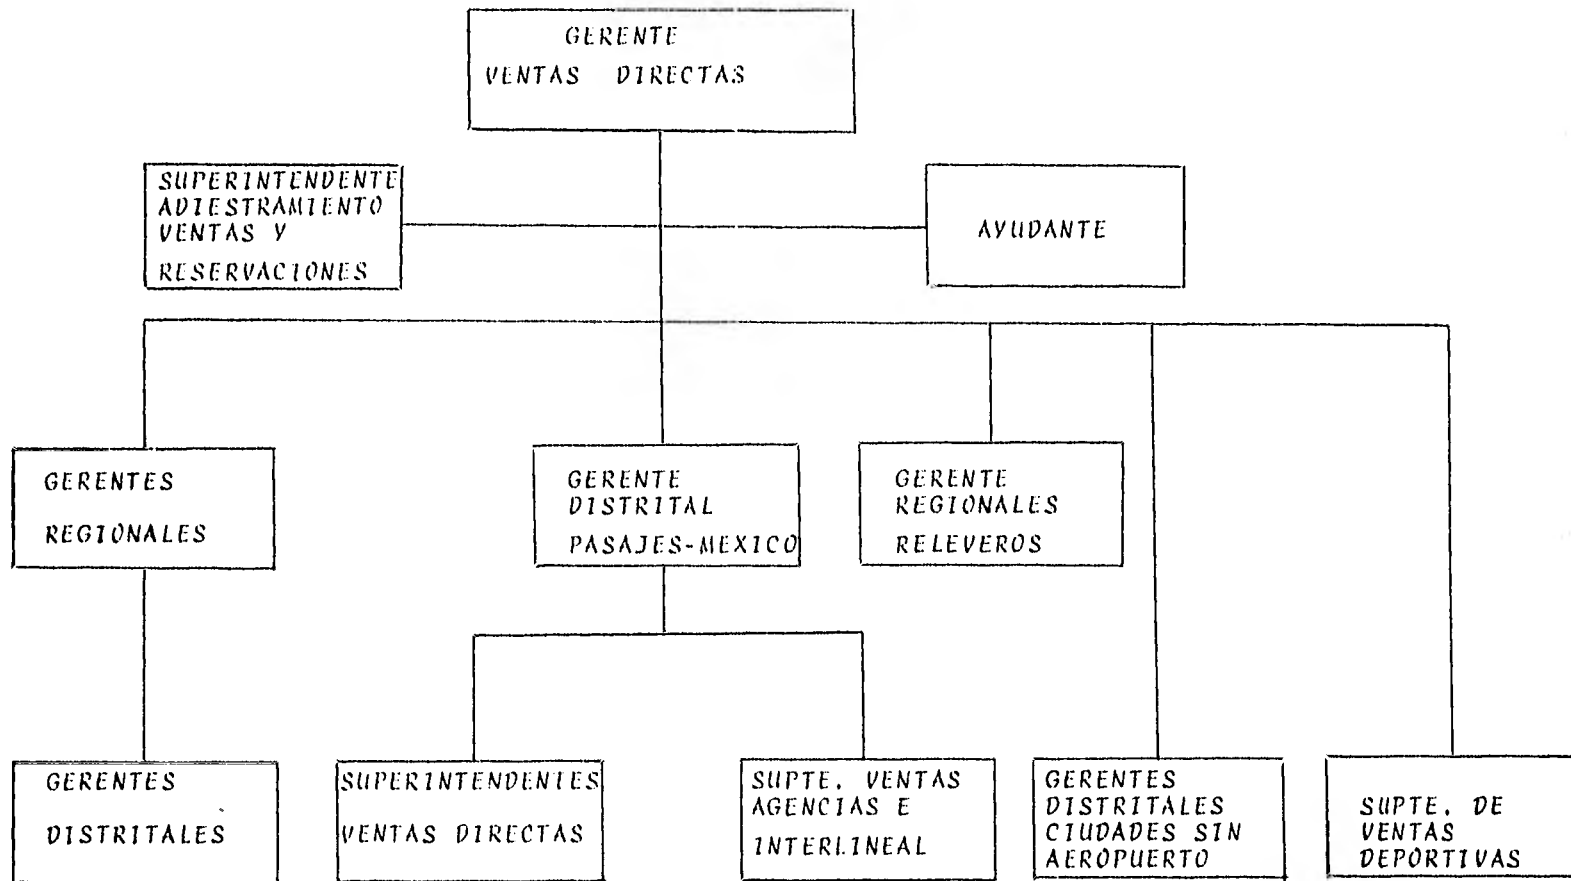 GERENTE
VENTAS DIRECTAS
SUPERINTENDENTE
ADIESTRAMIENTO
VENTAS Y
RESERVACIONES
AYUDANTE
GERENTES
REGIONALES
GERENTE
DISTRITAL
PASAJES-MEXICO
GERENTE
REGIONALES
RELEVEROS
GERENTES
DISTRITALES
SUPERINTENDENTES
VENTAS DIRECTAS
SUPTE. VENTAS
AGENCIAS E
INTERLINEAL
GERENTES
DISTRITALES
CIUDADES SIN
AEROPUERTO
SUPTE. DE
VENTAS
DEPORTIVAS